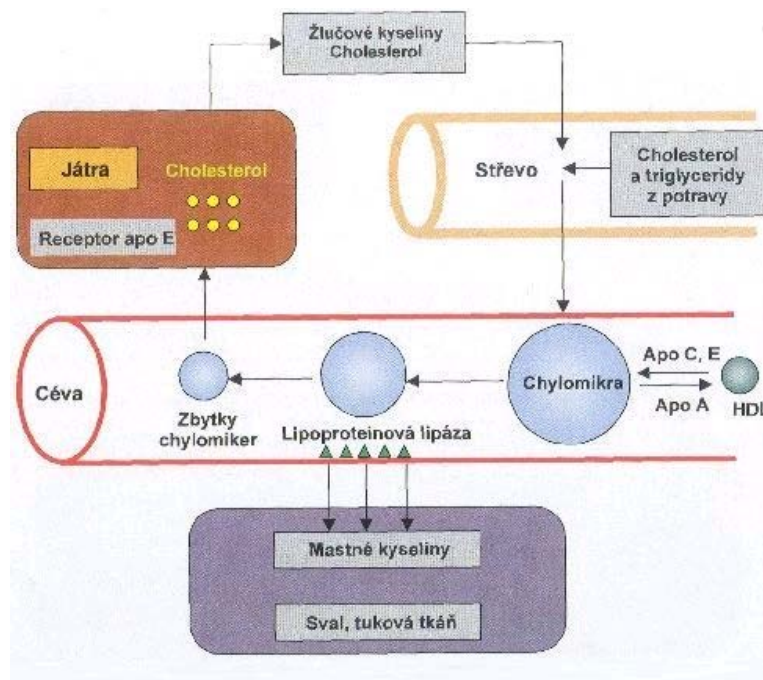 Žlučové kyseliny
Cholesterol
Játra
Cholesterol
Receptor apo E
Střevo
Cholesterol
a triglyceridy
z potravy
Céva
Zbytky
chylomiker
Lipoproteinová lipáza
Chylomikra
Apo C, E
Apo A
HDL
Mastné kyseliny
Sval, tuková tkáň